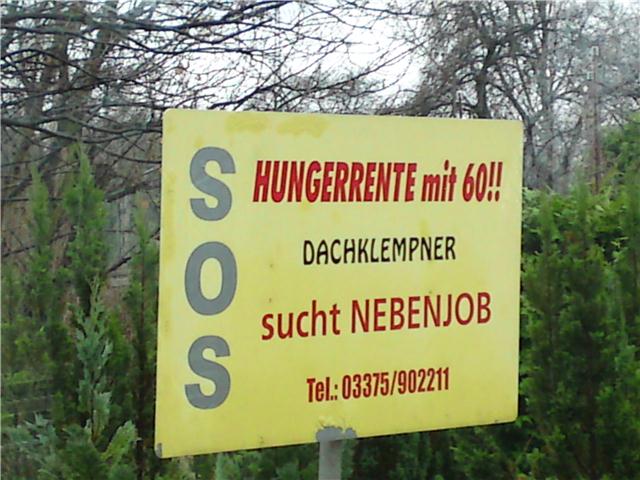 SOS
HUNGERRENTE mit 60!!
DACHKLEMPNER
sucht NEBENJOB
Tel.: 03375/902211